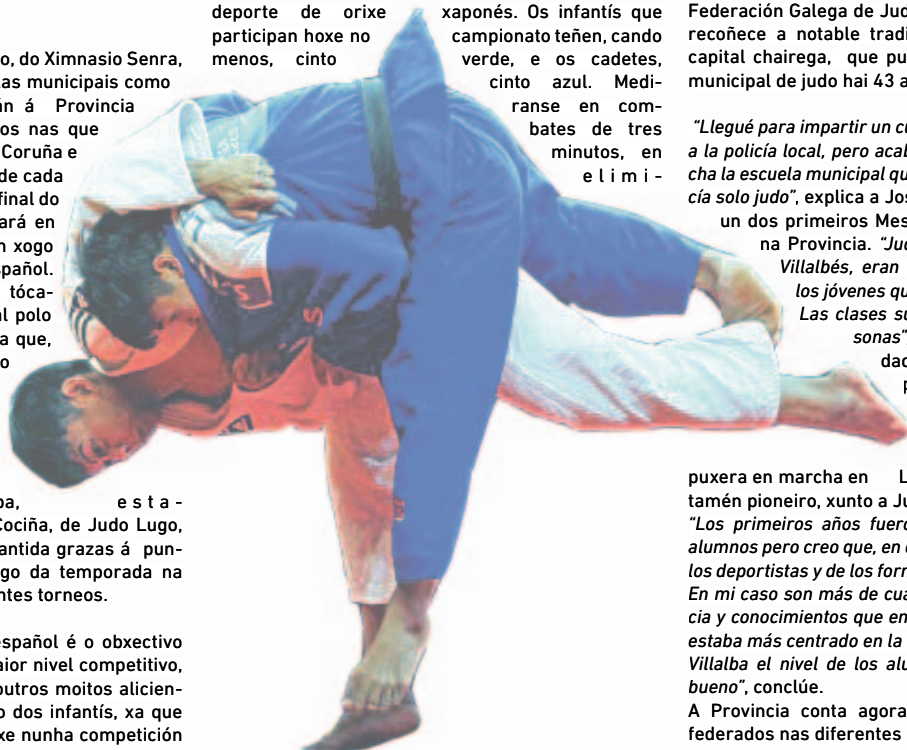 o, do Ximnasio Senra,
as municipais como
án á Provincia
os nas que
Coruña e
de cada
final do
ará en
n xogo
spañol.
tóca-
al polo
a que,
o
pa, esta-
Cociña, de Judo Lugo,
antida grazas á pun-
go da temporada na
ntes torneos.
español é o obxectivo
aior nivel competitivo,
outros moitos alicien-
o dos infantís, xa que
xe nunha competición
deporte de orixe xaponés. Os infantís que
participan hoxe no campionato teñen, cando
menos, cinto verde, e os cadetes,
cinto azul. Medi-
ranse en com-
bates de tres
minutos, en
elimi-
Federación Galega de Jud
recoñece a notable tradi
capital chairega, que pu
municipal de judo hai 43 a
“Llegué para impartir un cu
a la policía local, pero acab
cha la escuela municipal qu
cía solo judo”, explica a Jos
un dos primeiros Mes
na Provincia. “Jud
Villalbés, eran
los jóvenes qu
Las clases su
sonas”
dad
p
puxera en marcha en L
tamén pioneiro, xunto a Ju
“Los primeiros años fuero
alumnos pero creo que, en c
los deportistas y de los forn
En mi caso son más de cua
cia y conocimientos que en
estaba más centrado en la
Villalba el nivel de los alu
bueno”, conclúe.
A Provincia conta agora
federados nas diferentes